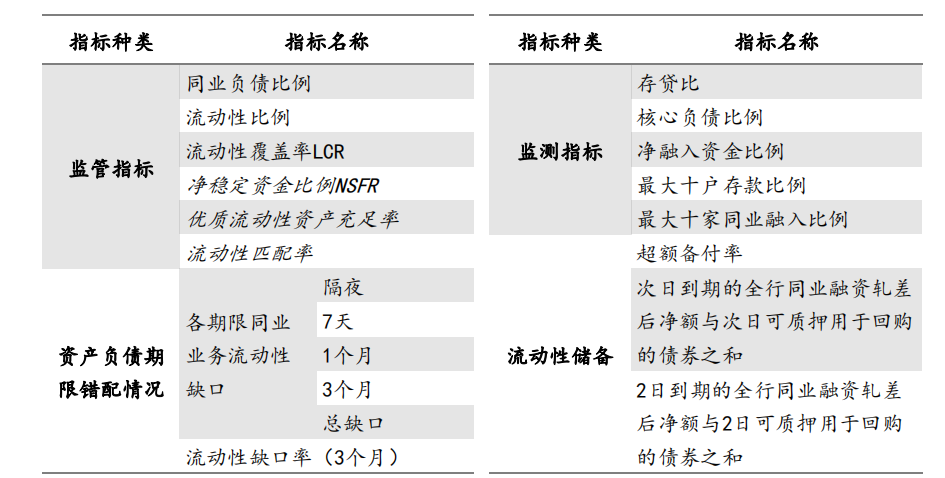 指标种类 指标名称
监管指标
同业负债比例
流动性比例
流动性覆盖率LCR
净稳定资金比例NSFR
优质流动性资产充足率
流动性匹配率
资产负债期
限错配情况
各期限同业
业务流动性
缺口
隔夜
7天
1个月
3个月
总缺口
流动性缺口率（3个月）
指标种类 指标名称
监测指标
存贷比
核心负债比例
净融入资金比例
最大十户存款比例
最大十家同业融入比例
流动性储备
超额备付率
次日到期的全行同业融资轧差
后净额与次日可质押用于回购
的债券之和
2日到期的全行同业融资轧差
后净额与2日可质押用于回购
的债券之和